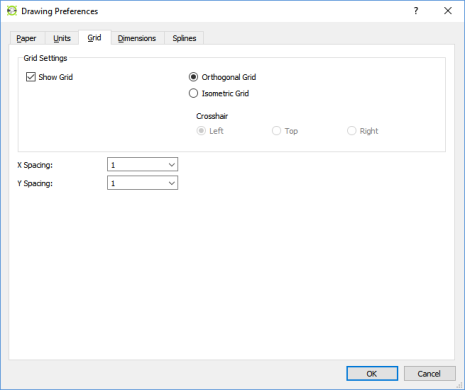 Drawing Preferences
Paper Units Grid Dimensions Splines
Grid Settings
Show Grid Orthogonal Grid
Isometric Grid
Crosshair
Left Top Right
X Spacing: 1
Y Spacing: 1
OK Cancel